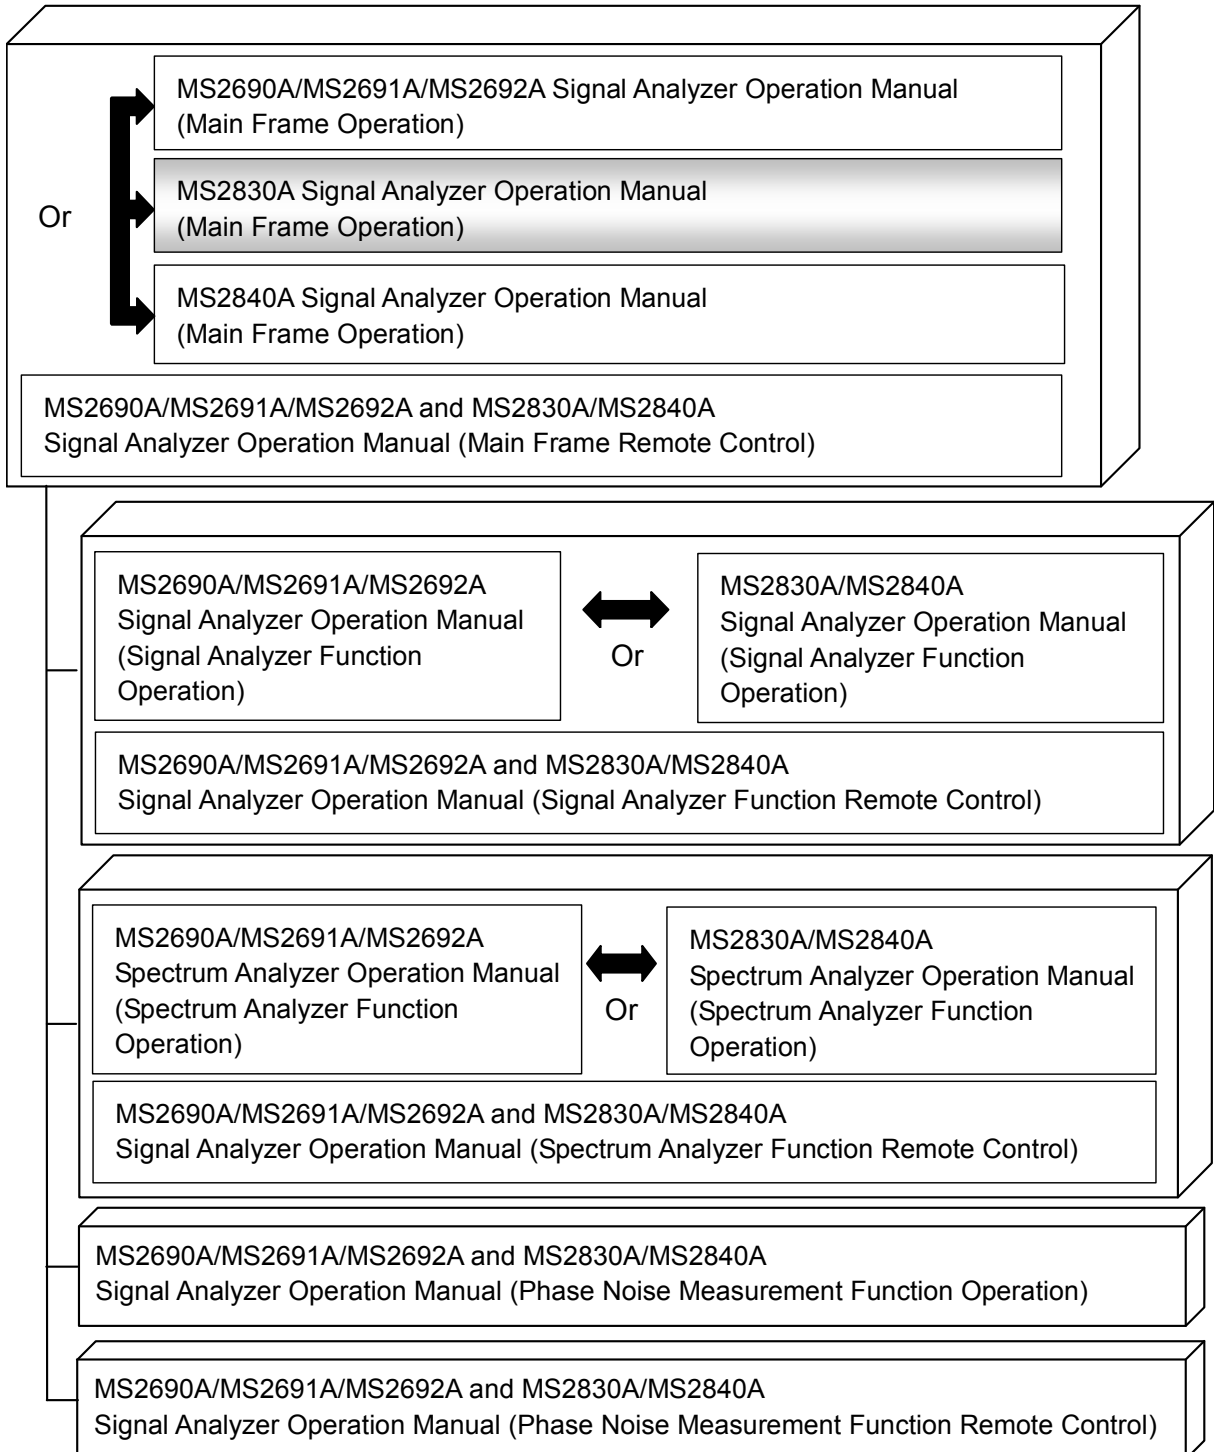 MS2690A/MS2691A/MS2692A Signal Analyzer Operation Manual
(Main Frame Operation)
Or
MS2830A Signal Analyzer Operation Manual
(Main Frame Operation)
MS2840A Signal Analyzer Operation Manual
(Main Frame Operation)
MS2690A/MS2691A/MS2692A and MS2830A/MS2840A
Signal Analyzer Operation Manual (Main Frame Remote Control)
MS2690A/MS2691A/MS2692A
Signal Analyzer Operation Manual
(Signal Analyzer Function
Operation)
Or
MS2830A/MS2840A
Signal Analyzer Operation Manual
(Signal Analyzer Function
Operation)
MS2690A/MS2691A/MS2692A and MS2830A/MS2840A
Signal Analyzer Operation Manual (Signal Analyzer Function Remote Control)
MS2690A/MS2691A/MS2692A
Spectrum Analyzer Operation Manual
(Spectrum Analyzer Function
Operation)
Or
MS2830A/MS2840A
Spectrum Analyzer Operation Manual
(Spectrum Analyzer Function
Operation)
MS2690A/MS2691A/MS2692A and MS2830A/MS2840A
Signal Analyzer Operation Manual (Spectrum Analyzer Function Remote Control)
MS2690A/MS2691A/MS2692A and MS2830A/MS2840A
Signal Analyzer Operation Manual (Phase Noise Measurement Function Operation)
MS2690A/MS2691A/MS2692A and MS2830A/MS2840A
Signal Analyzer Operation Manual (Phase Noise Measurement Function Remote Control)